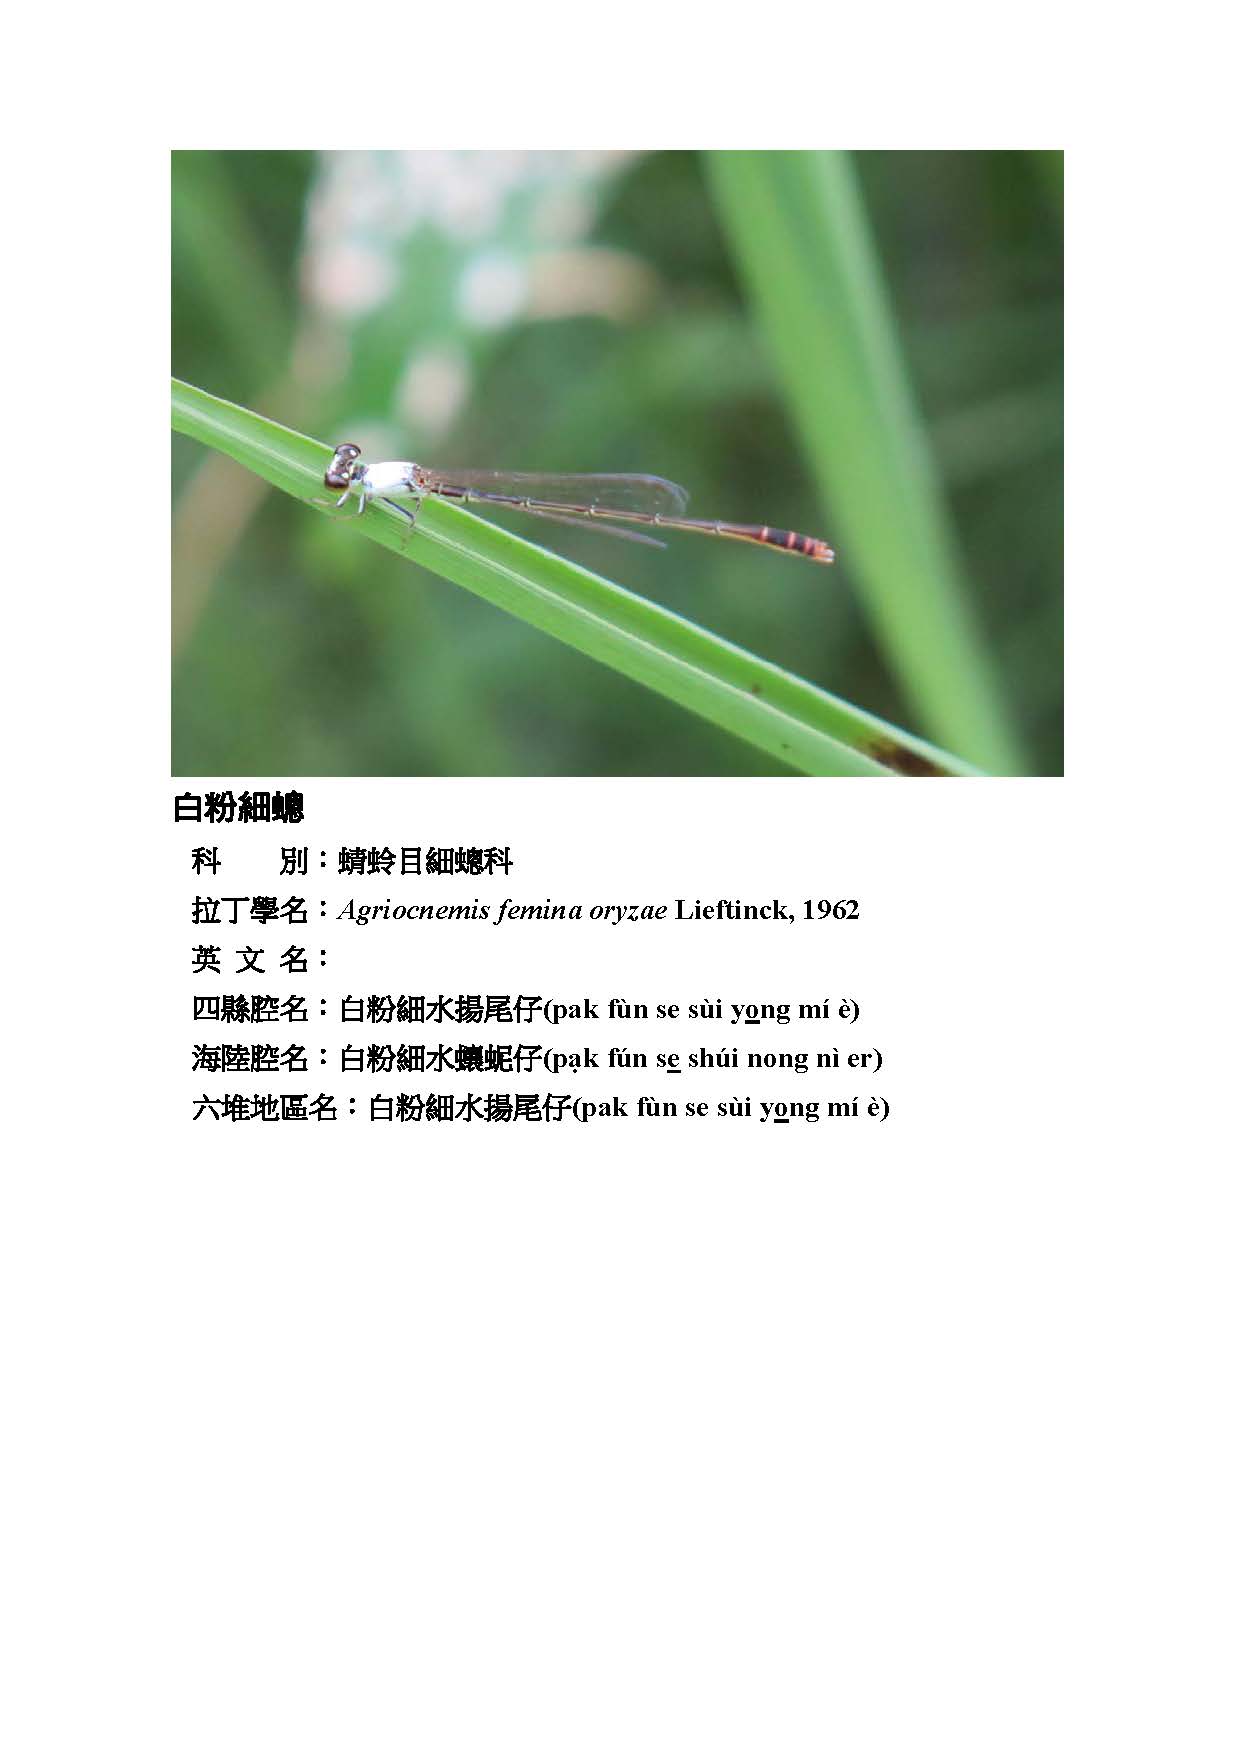 白粉細蟌
科　　別：蜻蛉目細蟌科
拉丁學名：Agriocnemis femina oryzae Lieftinck, 1962
英 文 名：
四縣腔名：白粉細水揚尾仔(pak fùn se sùi yong mí è)
海陸腔名：白粉細水蠰蚭仔(pạk fún se shúi nong nì er)
六堆地區名：白粉細水揚尾仔(pak fùn se sùi yong mí è)